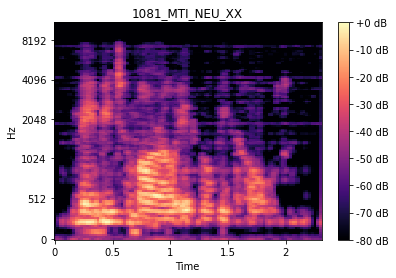 1081_MTI_NEU_XX
8192
4096
2048
1024
512
0
Hz
0
0.5
1
1.5
2
Time
+0 dB
-10 dB
-20 dB
-30 dB
-40 dB
-50 dB
-60 dB
-70 dB
-80 dB